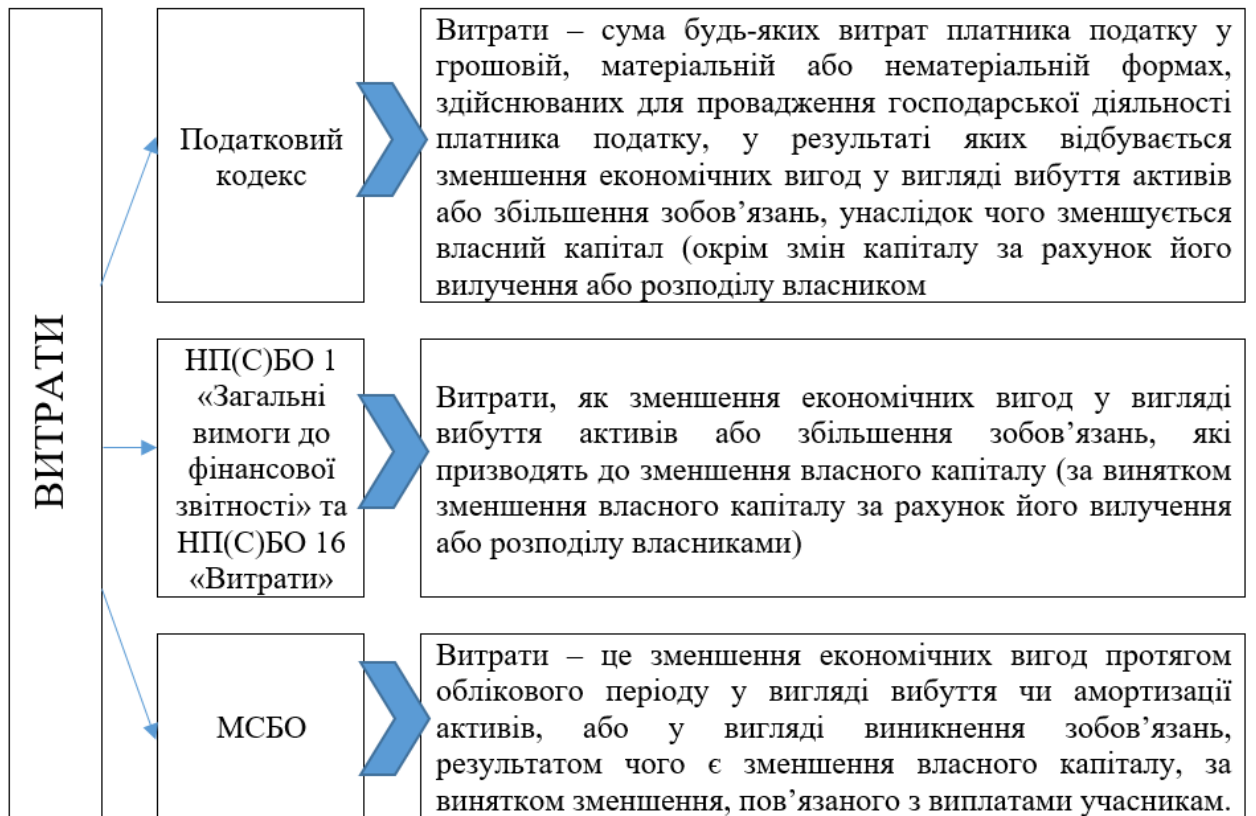 ВИТРАТИ
Податковий
кодекс
Витрати – сума будь-яких витрат платника податку у
грошовій, матеріальній або нематеріальній формах,
здійснюваних для провадження господарської діяльності
платника податку, у результаті яких відбувається
зменшення економічних вигод у вигляді вибуття активів
або збільшення зобов’язань, унаслідок чого зменшується
власний капітал (окрім змін капіталу за рахунок його
вилучення або розподілу власником
НП(С)БО 1
«Загальні
вимоги до
фінансової
звітності» та
НП(С)БО 16
«Витрати»
Витрати, як зменшення економічних вигод у вигляді
вибуття активів або збільшення зобов’язань, які
призводять до зменшення власного капіталу (за винятком
зменшення власного капіталу за рахунок його вилучення
або розподілу власниками)
МСБО
Витрати – це зменшення економічних вигод протягом
облікового періоду у вигляді вибуття чи амортизації
активів, або у вигляді виникнення зобов’язань,
результатом чого є зменшення власного капіталу, за
винятком зменшення, пов’язаного з виплатами учасникам.